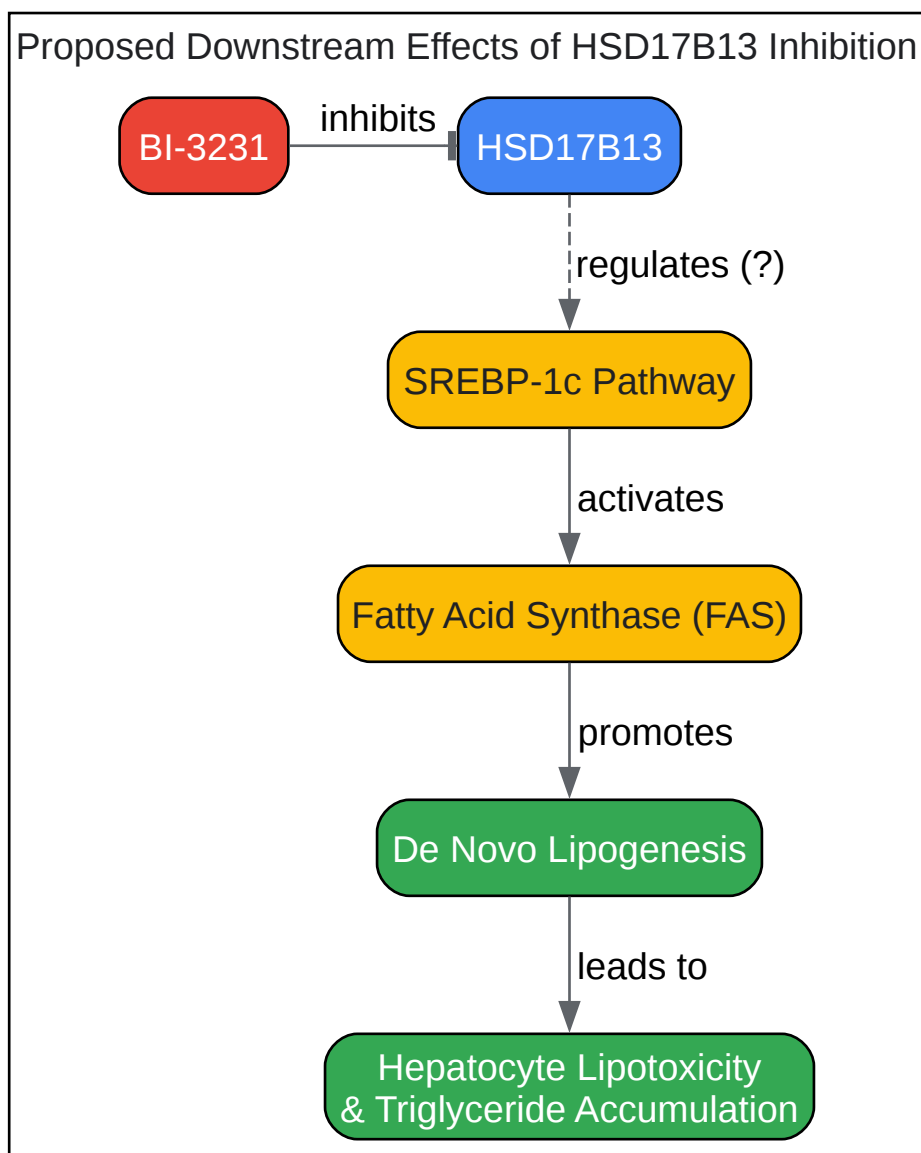 Proposed Downstream Effects of HSD17B13 Inhibition
BI-3231
inhibits
HSD17B13
regulates (?)
SREBP-1c Pathway
activates
Fatty Acid Synthase (FAS)
promotes
De Novo Lipogenesis
leads to
Hepatocyte Lipotoxicity
& Triglyceride Accumulation